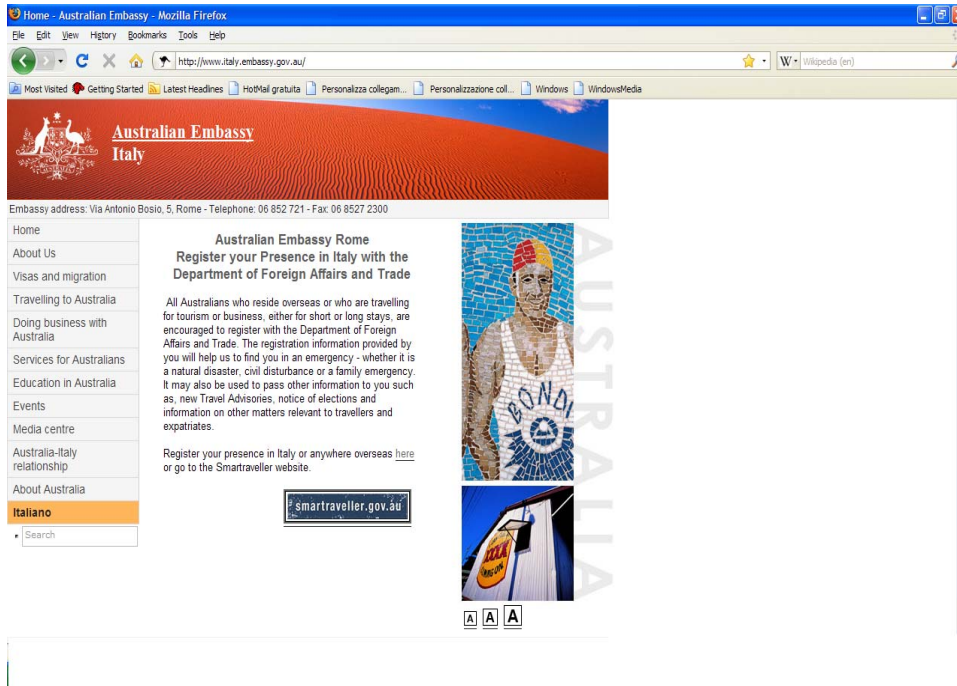 Home - Australian Embassy - Mozilla Firefox
File Edit View History Bookmarks Tools Help
http://www.italy.embassy.gov.au/
W Wikipedia (en)
Most Visited Getting Started Latest Headlines HotMail gratuita Personalizza collegam... Personalizzazione coll... Windows WindowsMedia
Australian Embassy
Italy
Embassy address: Via Antonio Bosio, 5, Rome - Telephone: 06 852 721 - Fax: 06 8527 2300
Home
About Us
Visas and migration
Travelling to Australia
Doing business with
Australia
Services for Australians
Education in Australia
Events
Media centre
Australia-Italy
relationship
About Australia
Italiano
Search
Australian Embassy Rome
Register your Presence in Italy with the
Department of Foreign Affairs and Trade
All Australians who reside overseas or who are travelling
for tourism or business, either for short or long stays, are
encouraged to register with the Department of Foreign
Affairs and Trade. The registration information provided by
you will help us to find you in an emergency - whether it is
a natural disaster, civil disturbance or a family emergency.
It may also be used to pass other information to you such
as, new Travel Advisories, notice of elections and
information on other matters relevant to travellers and
expatriates.
Register your presence in Italy or anywhere overseas here
or go to the Smartraveller website.
smartraveller.gov.au
BONDI
XXXX
AUSTRALIA
A A A